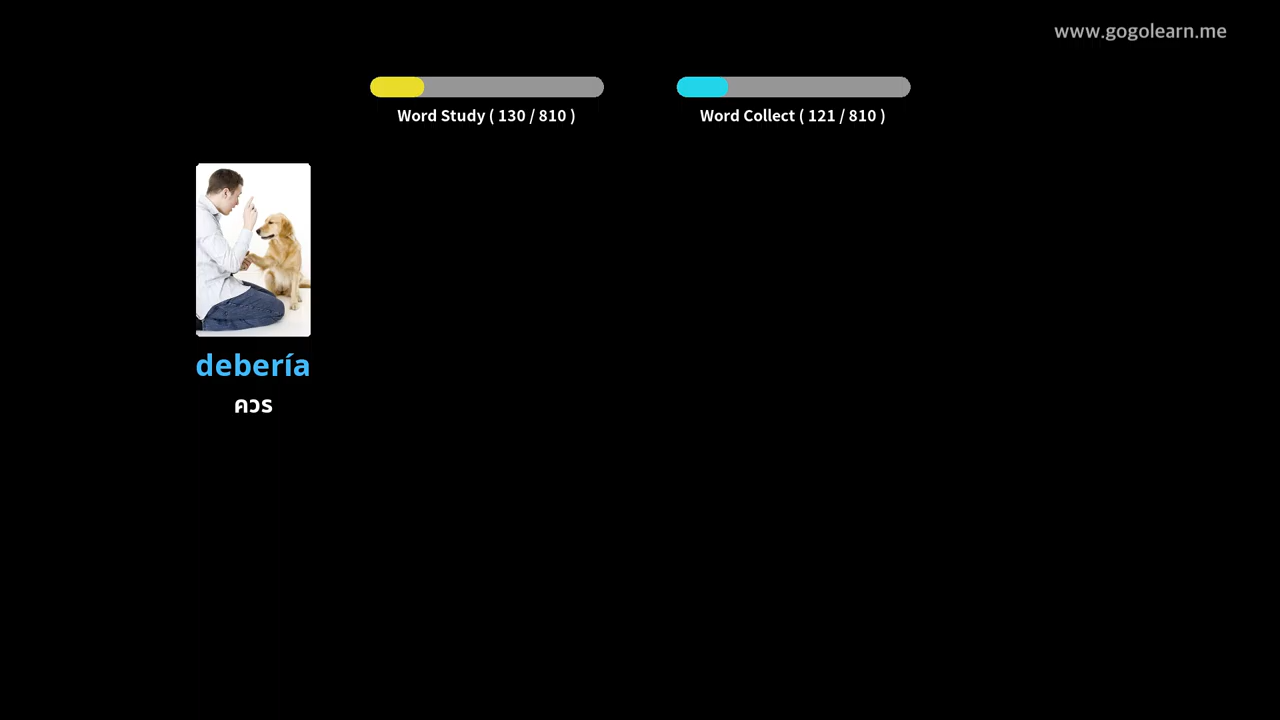 www.gogolearn.me
Word Study ( 130 / 810 )
Word Collect ( 121 / 810 )
debería
ควร